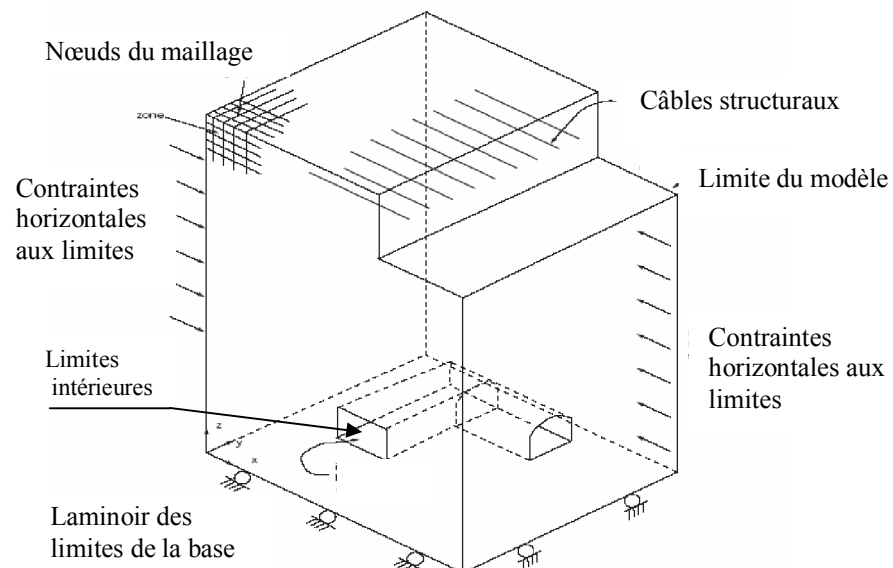 Nœuds du maillage
zone
Câbles structuraux
Contraintes
horizontales
aux limites
Limite du modèle
Contraintes
horizontales aux
limites
Limites
intérieures
z
y
x
Laminoir des
limites de la base